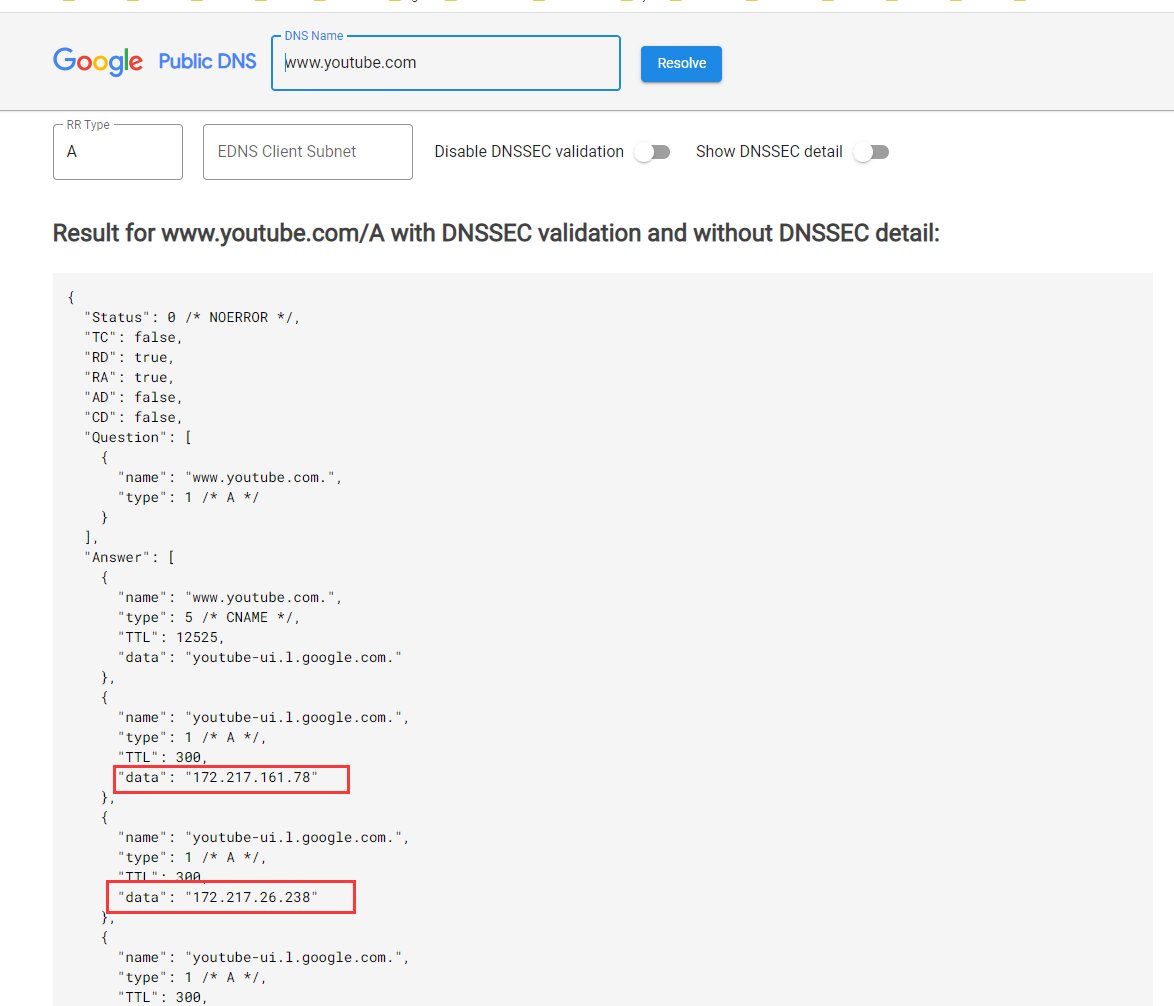 DNS Name
Google Public DNS
www.youtube.com
Resolve
RR Type
A
EDNS Client Subnet
Disable DNSSEC validation
Show DNSSEC detail
Result for www.youtube.com/A with DNSSEC validation and without DNSSEC detail:
{
"Status": 0 /* NOERROR */,
"TC": false,
"RD": true,
"RA": true,
"AD": false,
"CD": false,
"Question": [
{
"name": "www.youtube.com.",
"type": 1 /* A */
}
],
"Answer": [
{
"name": "www.youtube.com.",
"type": 5 /* CNAME */,
"TTL": 12525,
"data": "youtube-ui.l.google.com."
},
{
"name": "youtube-ui.l.google.com.",
"type": 1 /* A */,
"TTL": 300,
"data": "172.217.161.78"
},
{
"name": "youtube-ui.l.google.com.",
"type": 1 /* A */,
"TTL": 300,
"data": "172.217.26.238"
},
{
"name": "youtube-ui.l.google.com.",
"type": 1 /* A */,
"TTL": 300,